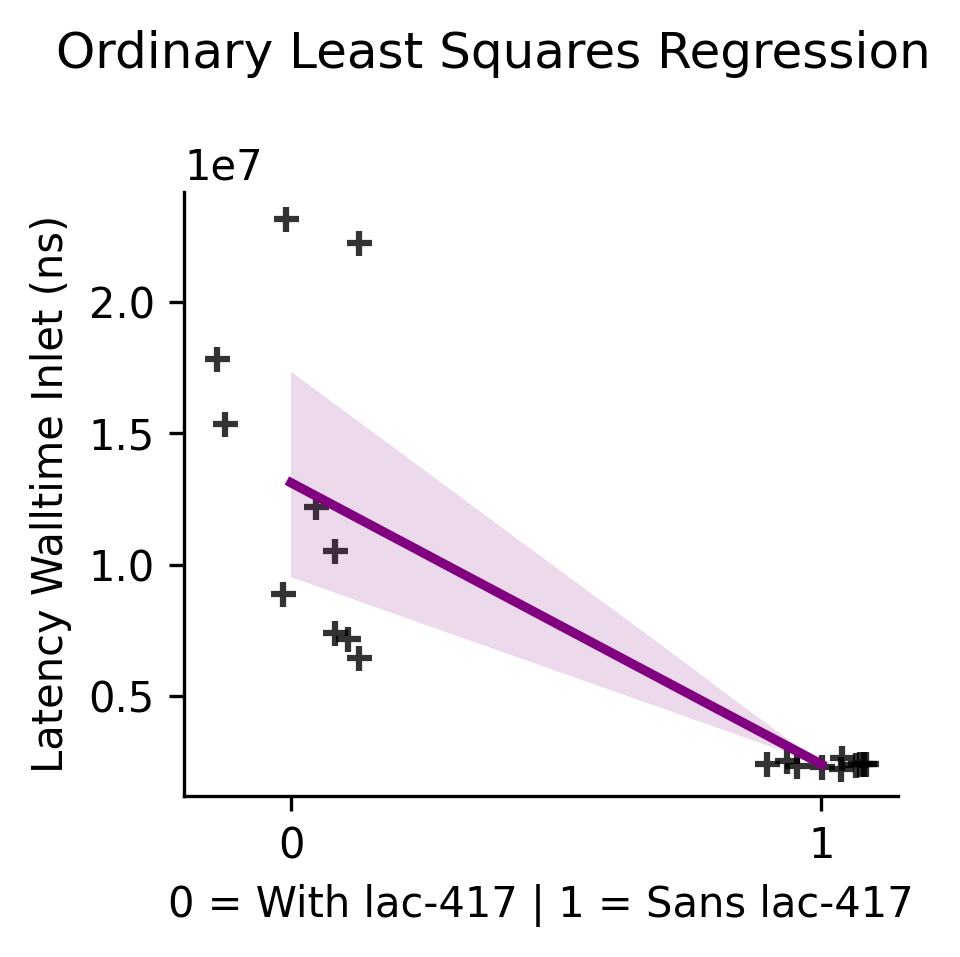 Ordinary Least Squares Regression
1e7
Latency Walltime Inlet (ns)
2.0
1.5
1.0
0.5
0
1
0 = With lac-417 | 1 = Sans lac-417